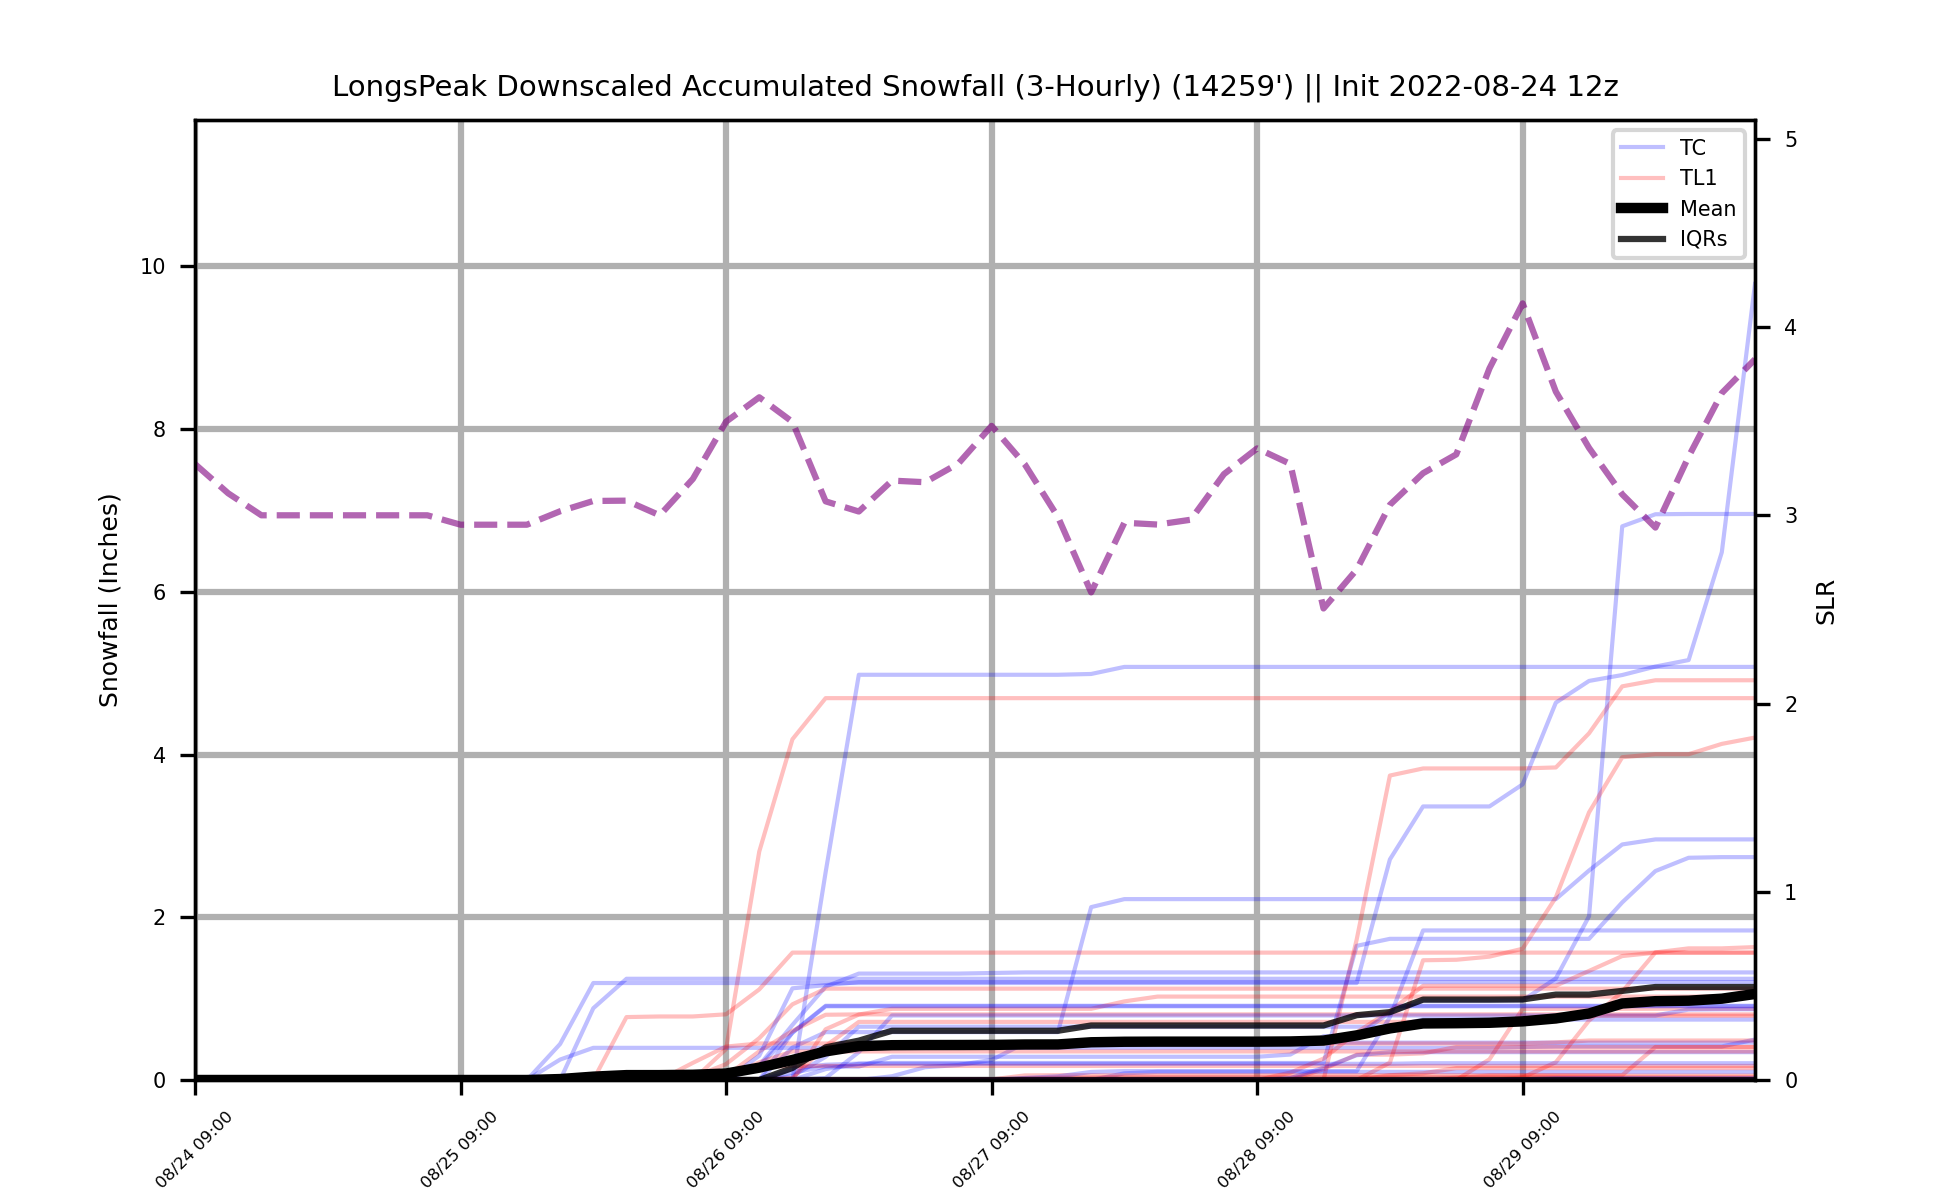 LongsPeak Downscaled Accumulated Snowfall (3-Hourly) (14259') || Init 2022-08-24 12z
TC
TL1
Mean
IQRs
Snowfall (Inches)
10
8
6
4
2
0
5
4
3
2
1
0
SLR
08/24 09:00
08/25 09:00
08/26 09:00
08/27 09:00
08/28 09:00
08/29 09:00